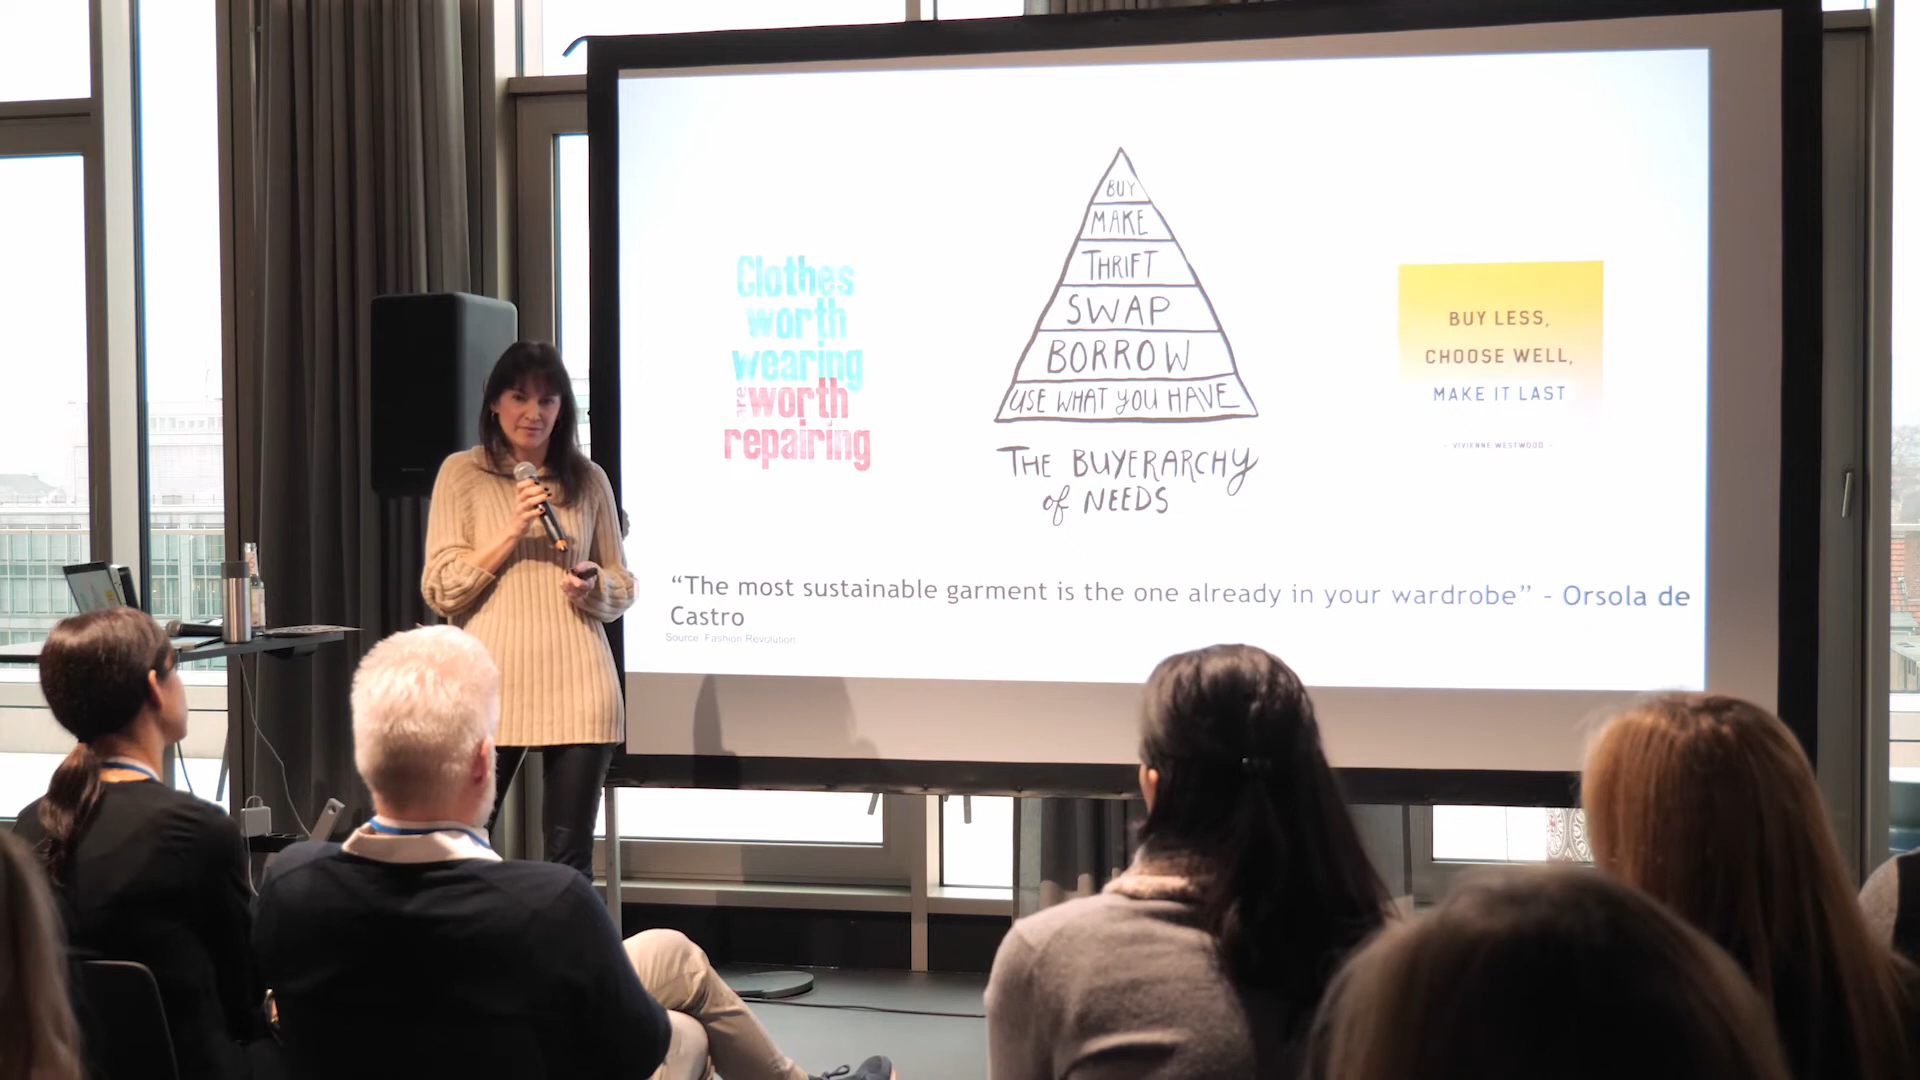 Clothes
worth
wearing
are worth
repairing
BUY
MAKE
THRIFT
SWAP
BORROW
USE WHAT YOU HAVE
THE BUYERARCHY
of NEEDS
BUY LESS,
CHOOSE WELL,
MAKE IT LAST
- VIVIENNE WESTWOOD -
“The most sustainable garment is the one already in your wardrobe” - Orsola de
Castro
Source: Fashion Revolution